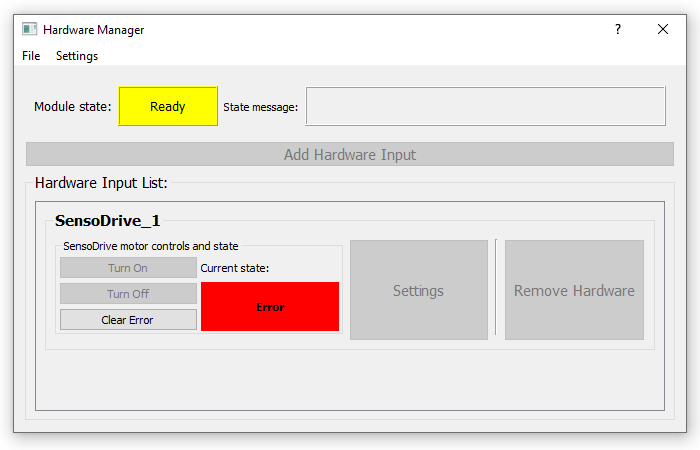 Hardware Manager
?
File Settings
Module state: Ready State message:
Add Hardware Input
Hardware Input List:
SensoDrive_1
SensoDrive motor controls and state
Turn On Current state:
Turn Off
Clear Error
Error
Settings
Remove Hardware